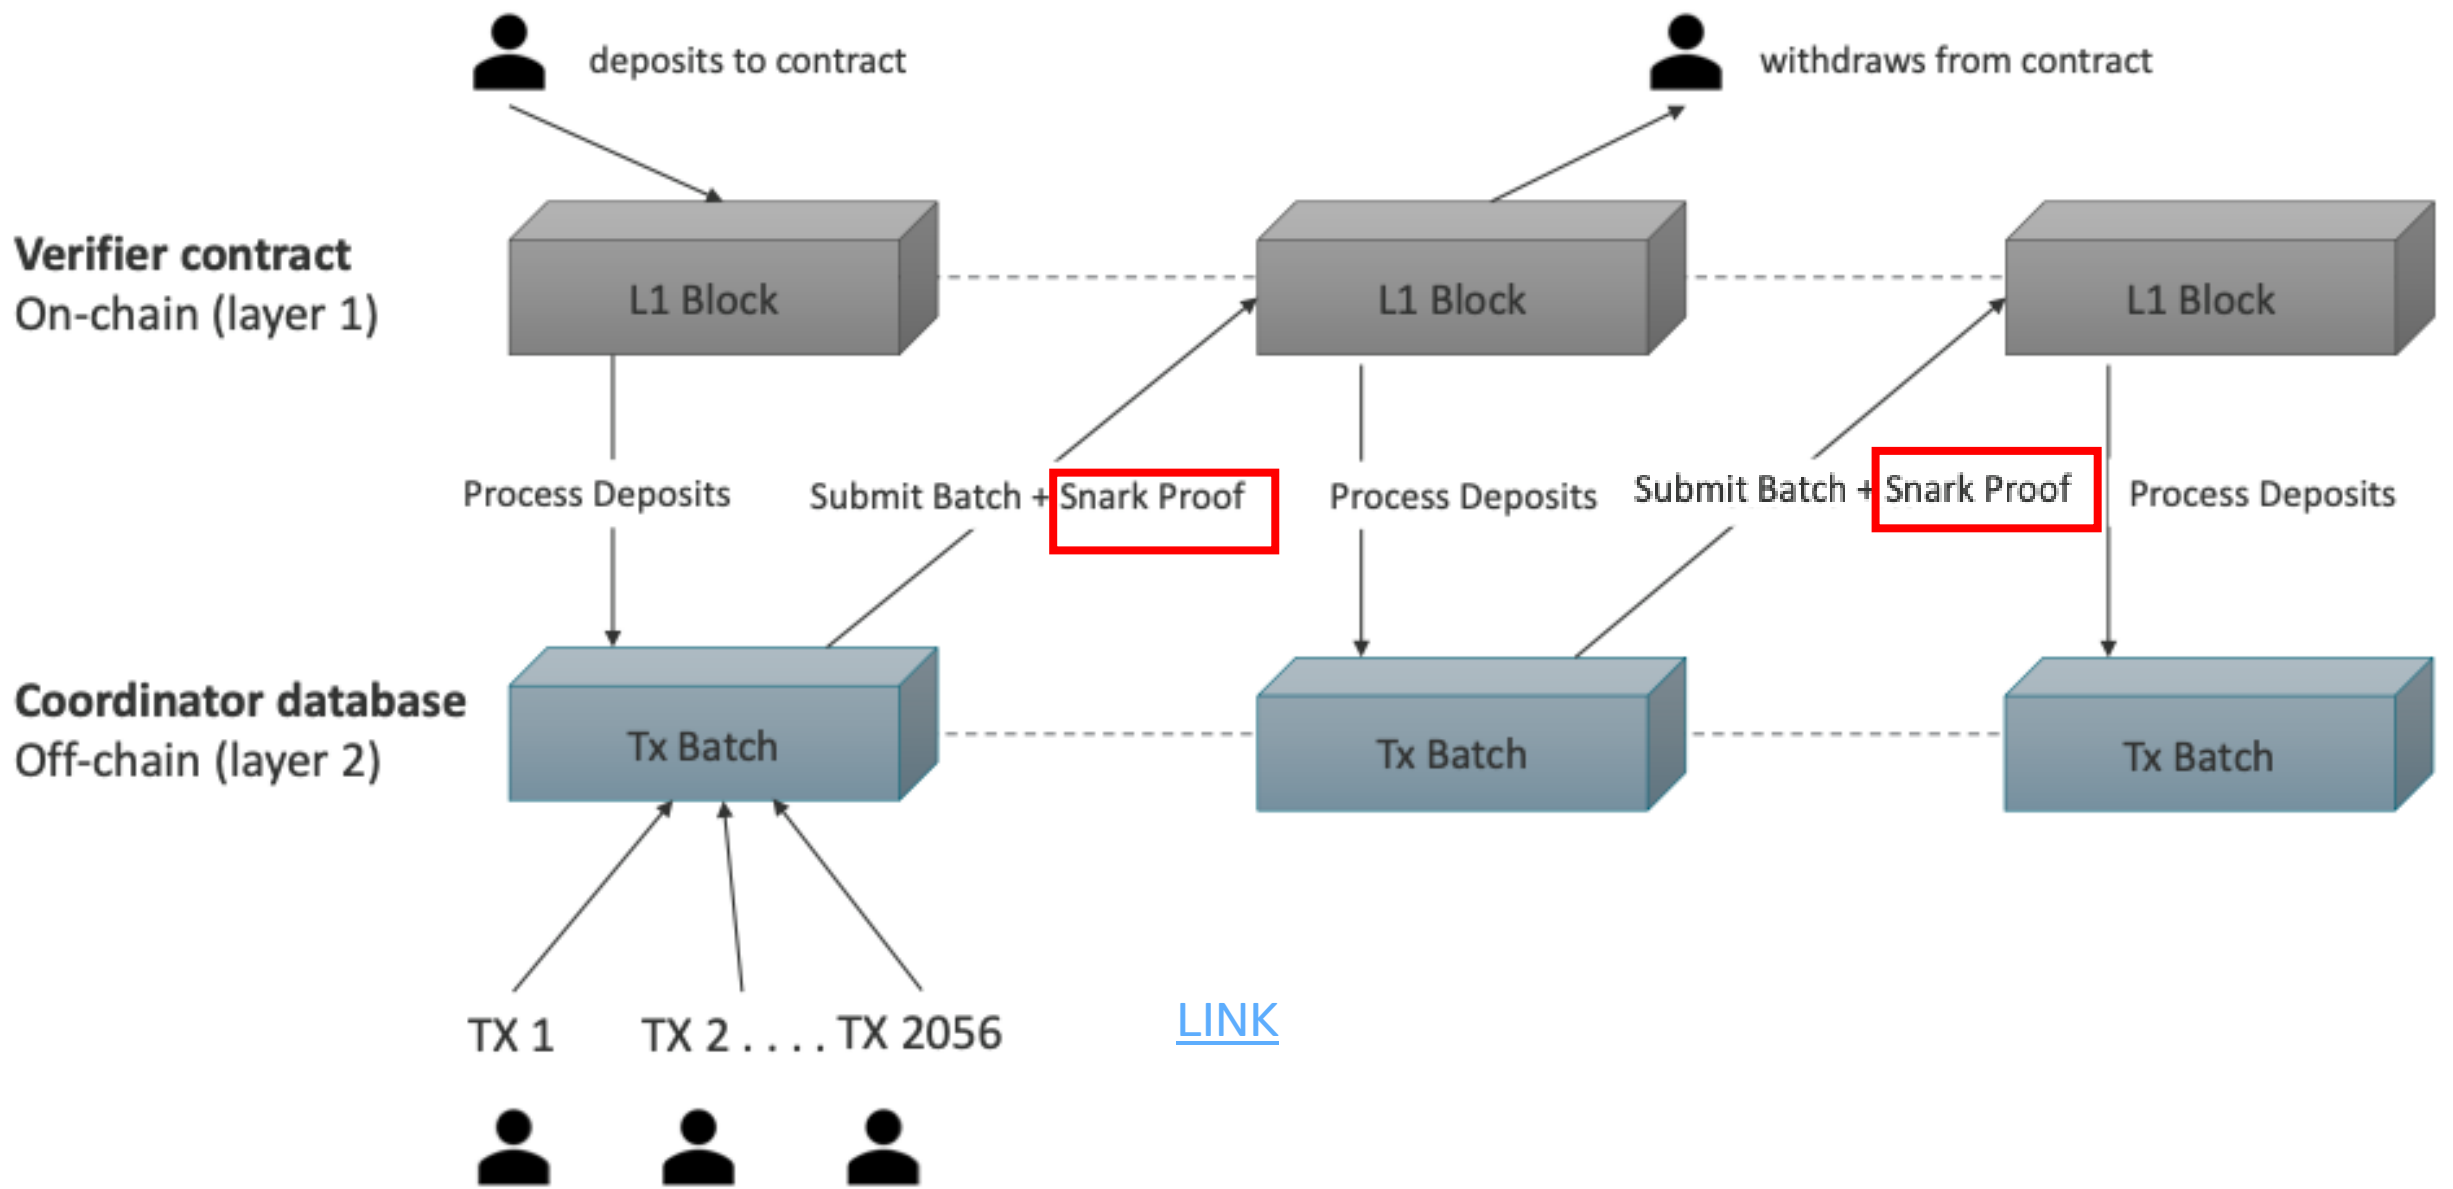 deposits to contract
withdraws from contract
Verifier contract
On-chain (layer 1)
L1 Block
L1 Block
L1 Block
Process Deposits
Submit Batch + Snark Proof
Process Deposits
Submit Batch + Snark Proof
Process Deposits
Coordinator database
Off-chain (layer 2)
Tx Batch
Tx Batch
Tx Batch
TX 1
TX 2 . . . . TX 2056
LINK